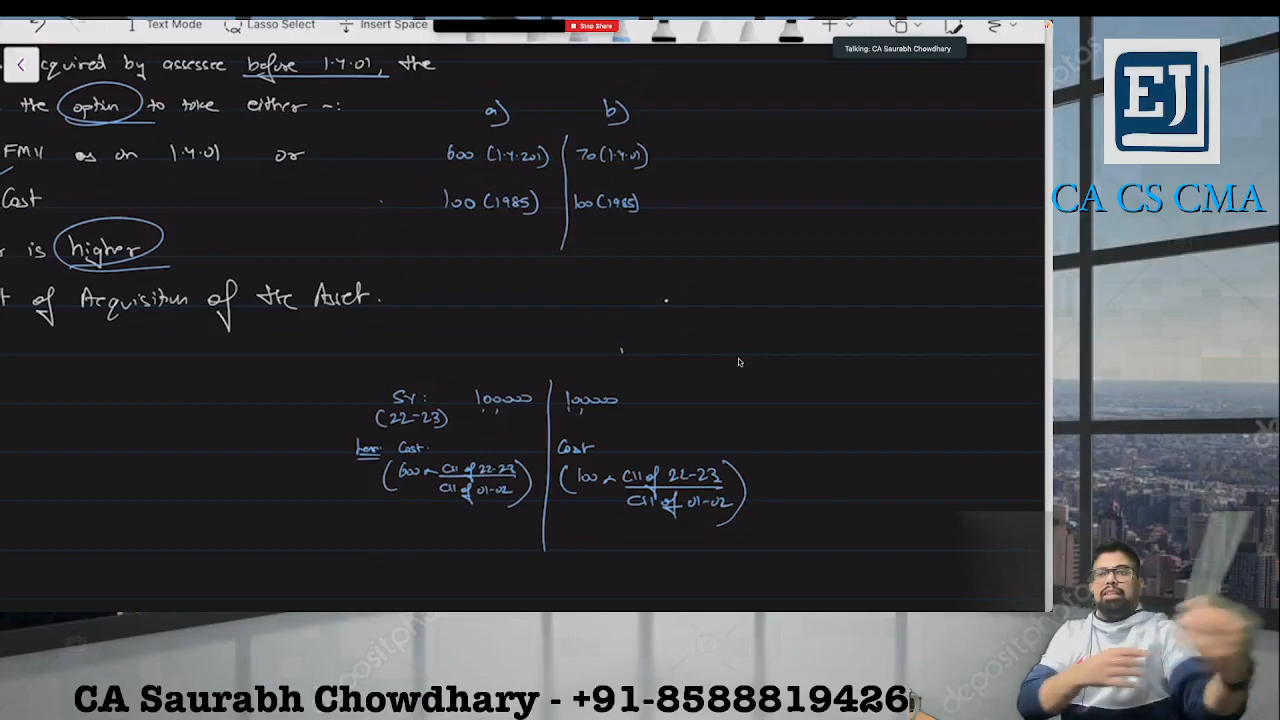 Text Mode Lasso Select Insert Space
Stop Share
Talking: CA Saurabh Chowdhary
cquired by assessee before 1.4.01, the
the option to take either -:
FMV as on 1.4.01 or
Cost
r is higher
t of Acquisition of the Asset.
a) b)
600 (1.4.201) 70 (1.4.01)
100 (1985) 100 (1985)
SV: 100000 100000
(22-23)
Less: Cost. Cost
(600 × CII of 22-23 / CII of 01-02) (100 × CII of 22-23 / CII of 01-02)
EJ
CA CS CMA
depositphotos
CA Saurabh Chowdhary - +91-8588819426